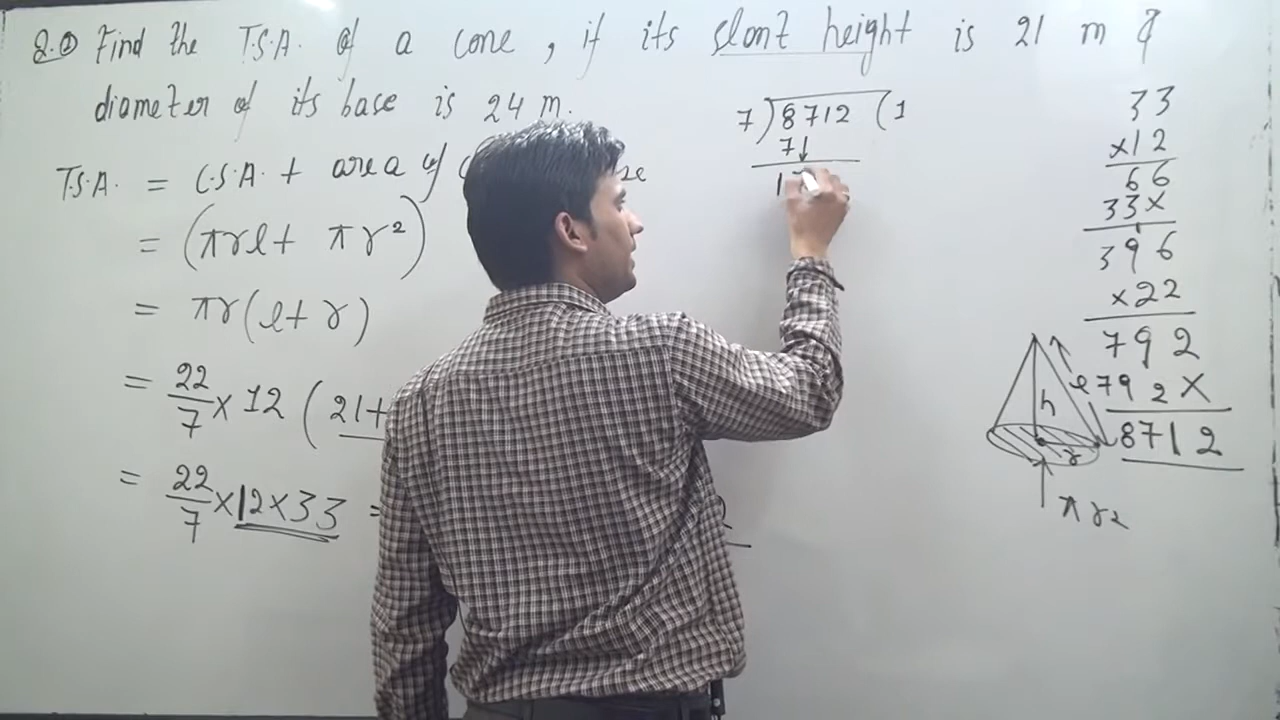 Q.① Find the T.S.A. of a cone, if its slant height is 21 m &
diameter of its base is 24 m.
T.S.A. = C.S.A. + area of
= (πrl + πr²)
= πr(l + r)
= 22/7 × 12 (21+
= 22/7 × 12 × 33 =
7)8712(1
7↓
17
33
×12
66
33×
396
×22
792
792×
8712
l
h
r
πr2